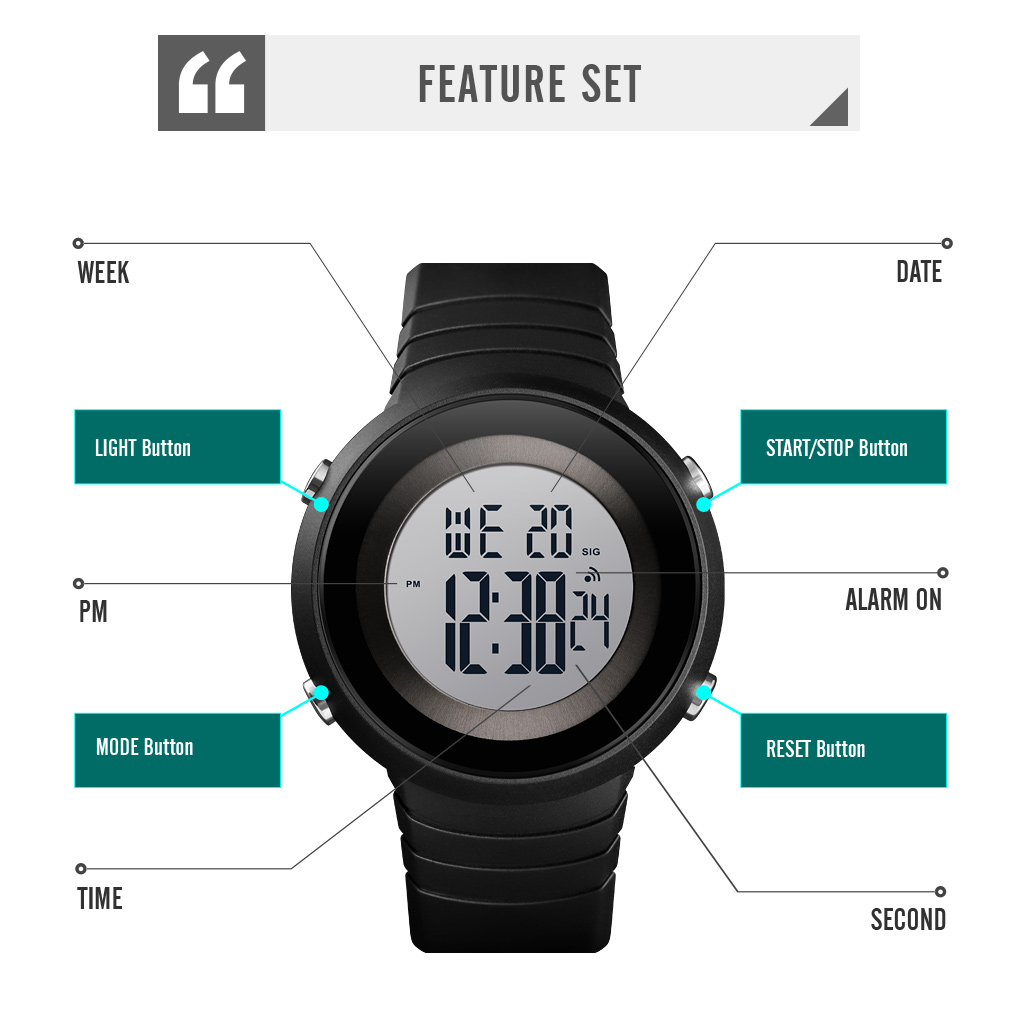 “ FEATURE SET
WEEK
DATE
LIGHT Button
START/STOP Button
WE 20
SIG
PM
PM
12:30 24
ALARM ON
MODE Button
RESET Button
TIME
SECOND